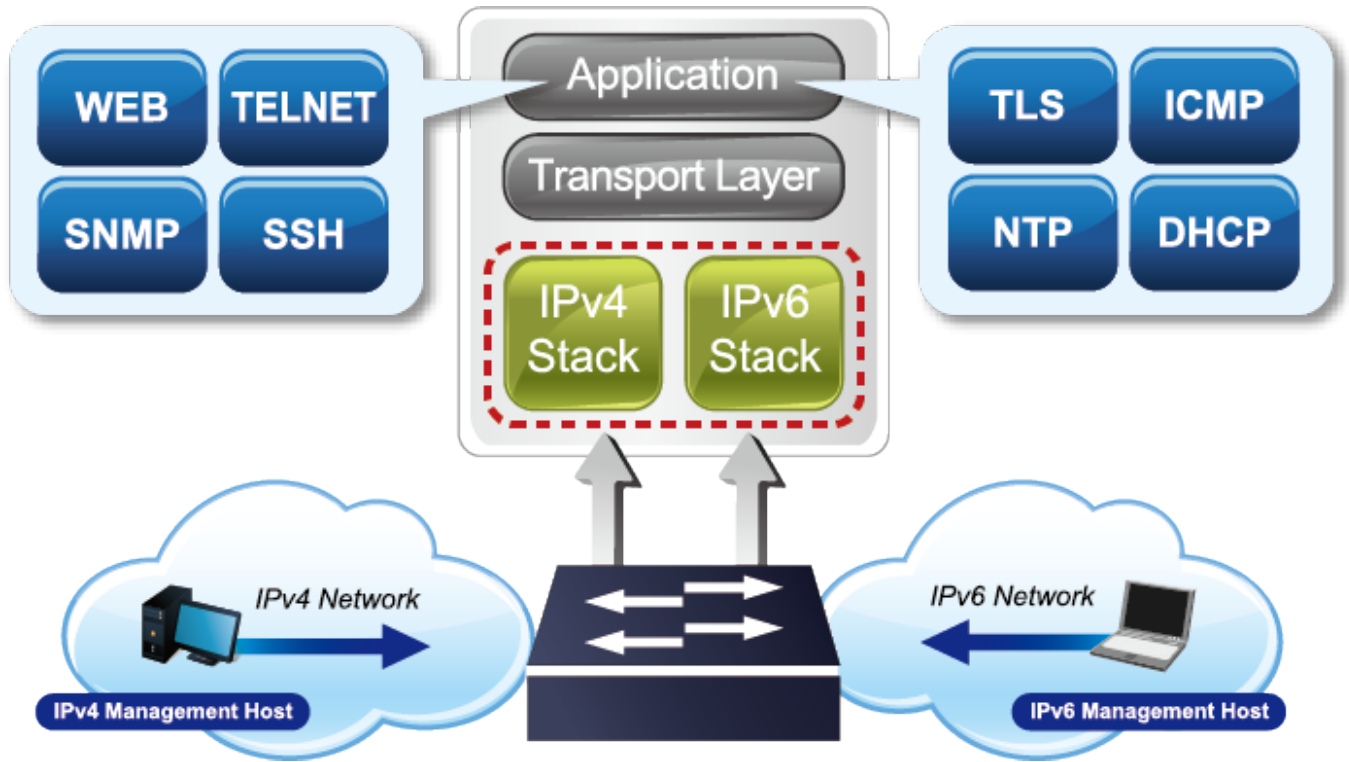 WEB
TELNET
SNMP
SSH
Application
Transport Layer
IPv4
Stack
IPv6
Stack
TLS
ICMP
NTP
DHCP
IPv4 Network
IPv4 Management Host
IPv6 Network
IPv6 Management Host